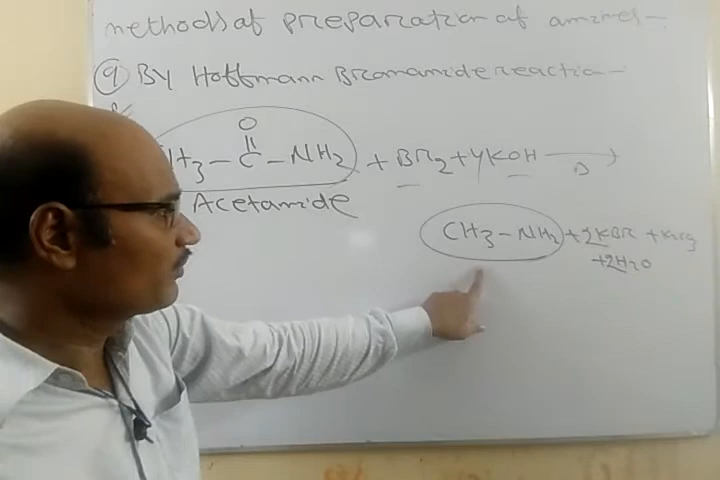 methods of preparation of amines-
(9) By Hoffmann Bromamide reaction-
O
||
H3-C-NH2 + BR2 + 4KOH →
Δ
Acetamide
CH3-NH2 + 2KBR + K2CO3
+2H2O